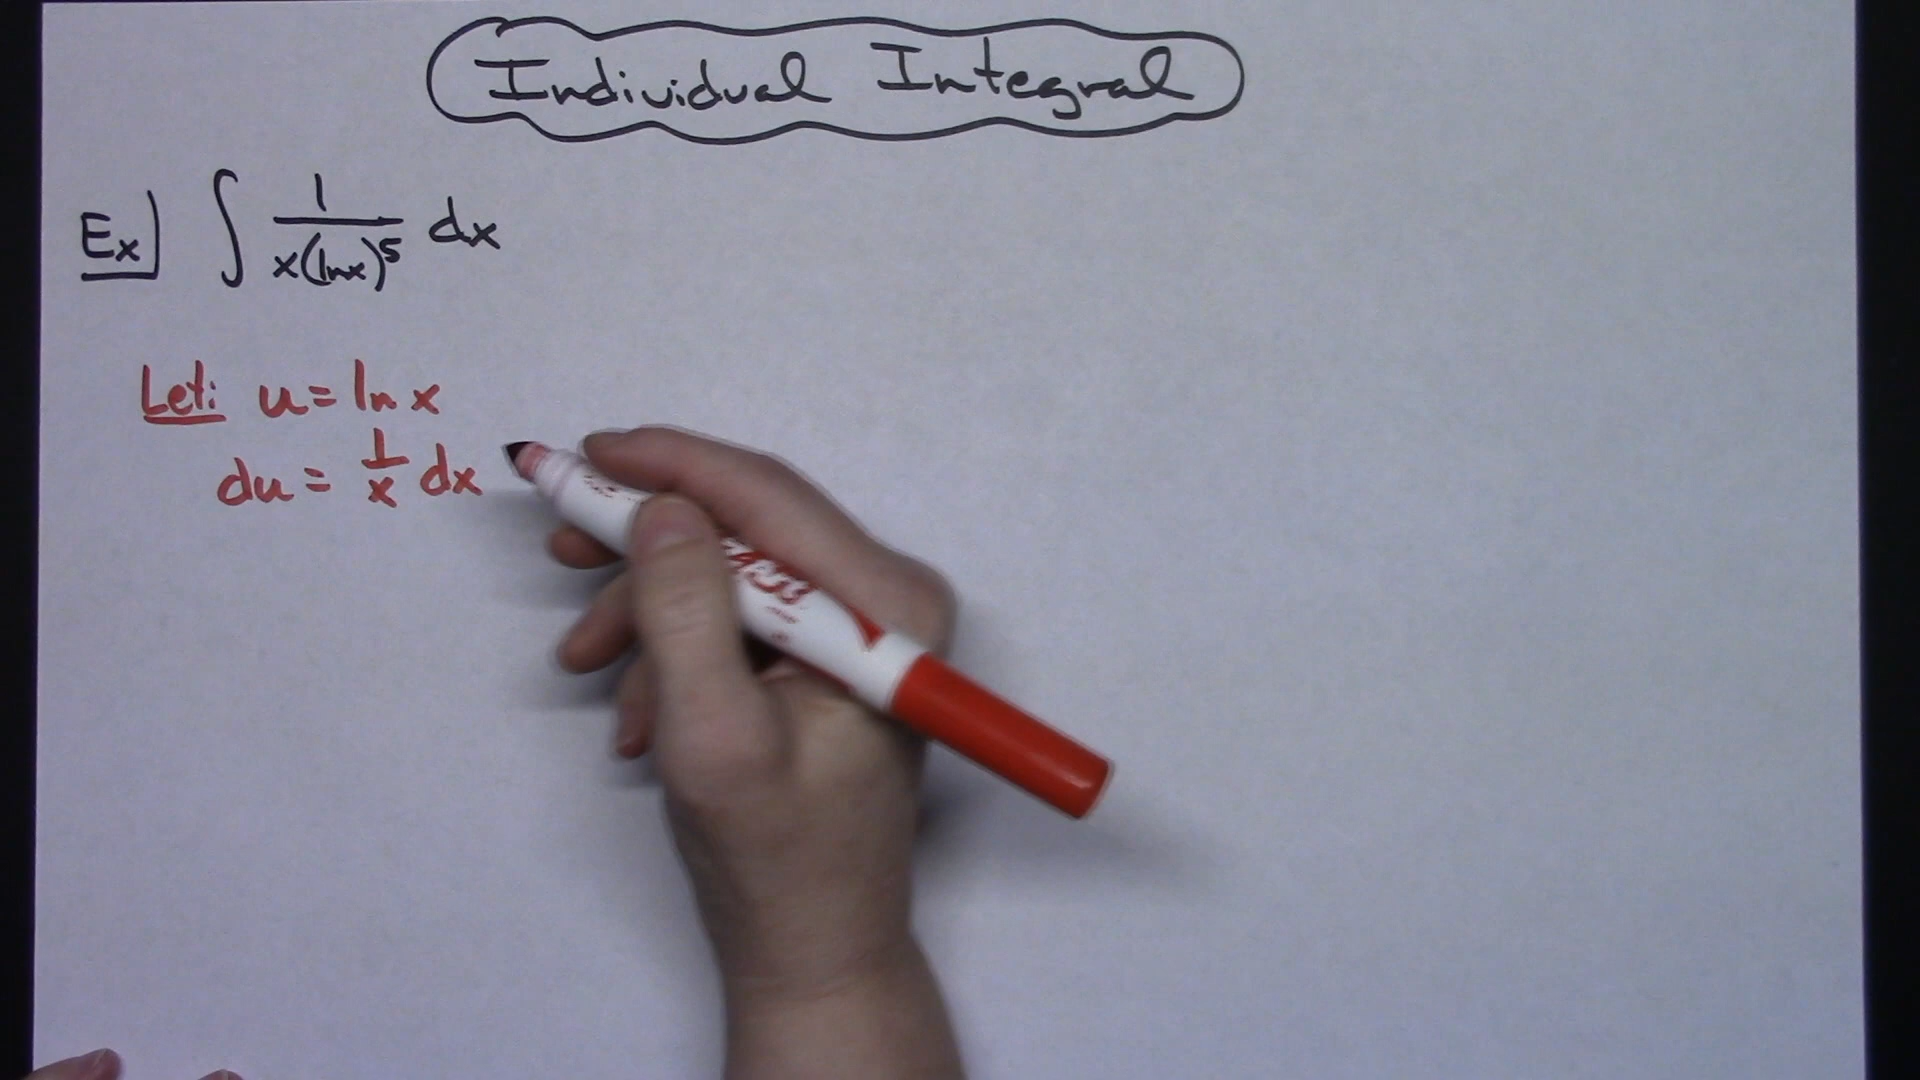 Individual Integral
Ex) ∫ 1/(x(lnx)^5) dx
Let: u = ln x
du = 1/x dx